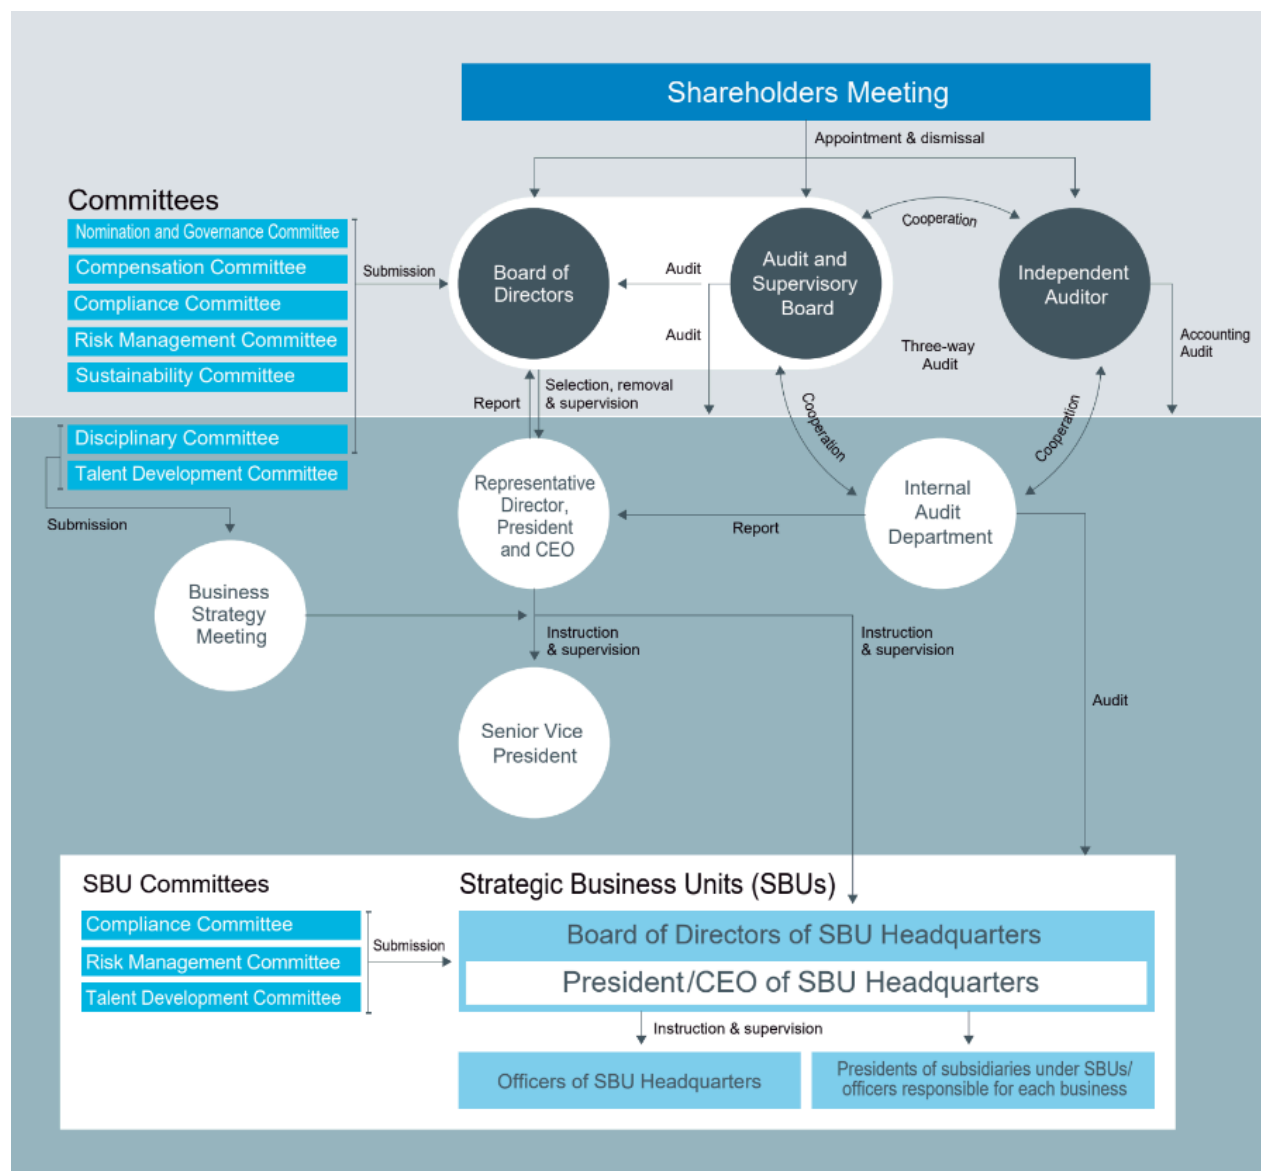 Shareholders Meeting
Appointment & dismissal
Committees
Nomination and Governance Committee
Compensation Committee
Compliance Committee
Risk Management Committee
Sustainability Committee
Disciplinary Committee
Talent Development Committee
Submission
Submission
Board of
Directors
Audit
Audit
Audit and
Supervisory
Board
Cooperation
Independent
Auditor
Three-way
Audit
Accounting
Audit
Report
Selection, removal
& supervision
Cooperation
Cooperation
Representative
Director,
President
and CEO
Report
Internal
Audit
Department
Business
Strategy
Meeting
Instruction
& supervision
Instruction
& supervision
Audit
Senior Vice
President
SBU Committees
Compliance Committee
Risk Management Committee
Talent Development Committee
Submission
Strategic Business Units (SBUs)
Board of Directors of SBU Headquarters
President/CEO of SBU Headquarters
Instruction & supervision
Officers of SBU Headquarters
Presidents of subsidiaries under SBUs/
officers responsible for each business